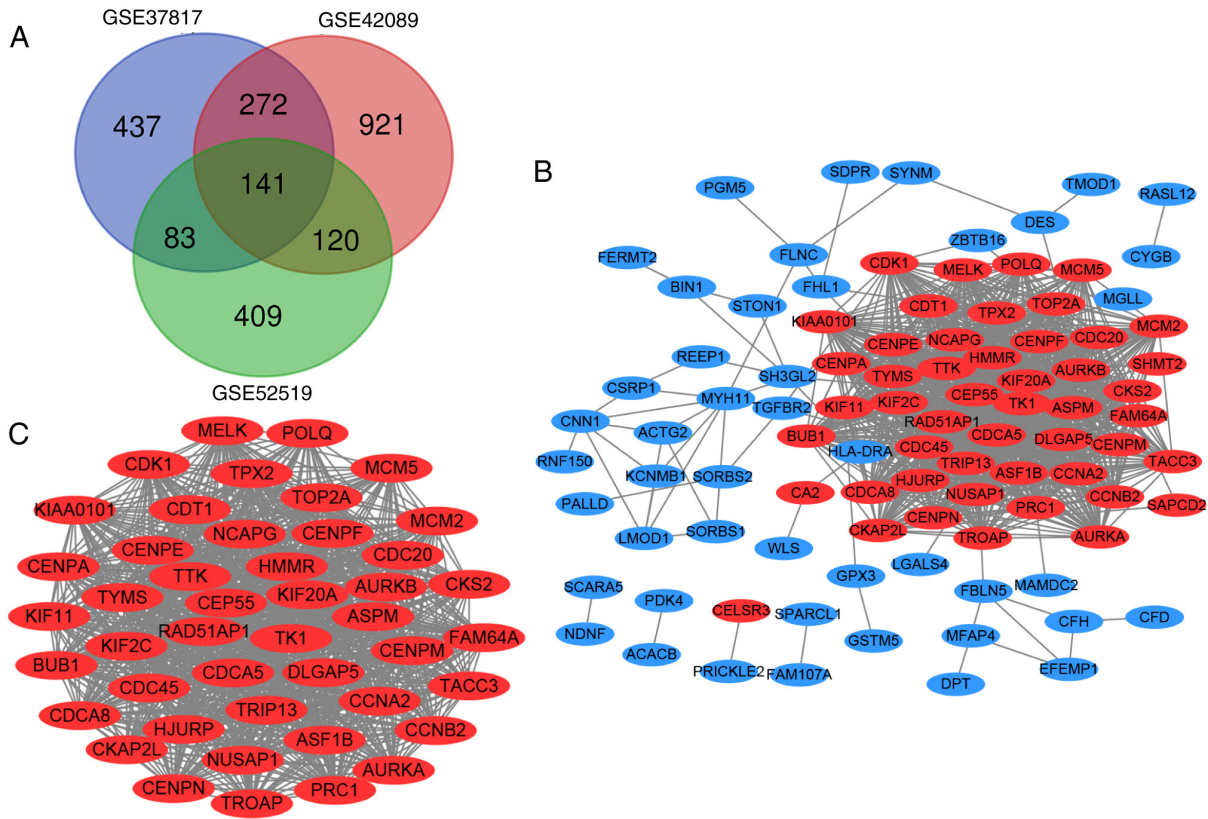 A
GSE37817
GSE42089
437
272
921
141
83
120
409
GSE52519
B
PGM5
SDPR
SYNM
TMOD1
RASL12
DES
ZBTB16
FLNC
CYGB
FERMT2
CDK1
MELK
POLQ
MCM5
BIN1
FHL1
STON1
CDT1
TPX2
TOP2A
MGLL
KIAA0101
MCM2
CENPE
NCAPG
CENPF
CDC20
REEP1
CENPA
HMMR
SHMT2
CSRP1
SH3GL2
TYMS
TTK
KIF20A
AURKB
CKS2
MYH11
TGFBR2
KIF11
KIF2C
CEP55
TK1
ASPM
FAM64A
CNN1
ACTG2
BUB1
RAD51AP1
CDCA5
DLGAP5
CENPM
RNF150
HLA-DRA
CDC45
TRIP13
ASF1B
CCNA2
TACC3
KCNMB1
SORBS2
CA2
CDCA8
HJURP
NUSAP1
PRC1
CCNB2
SAPCD2
PALLD
CKAP2L
CENPN
TROAP
AURKA
LMOD1
SORBS1
WLS
LGALS4
GPX3
FBLN5
MAMDC2
SCARA5
PDK4
CELSR3
SPARCL1
NDNF
ACACB
PRICKLE2
FAM107A
GSTM5
MFAP4
CFH
CFD
DPT
EFEMP1
C
MELK
POLQ
CDK1
TPX2
MCM5
KIAA0101
CDT1
TOP2A
MCM2
NCAPG
CENPF
CENPE
CDC20
CENPA
TTK
HMMR
AURKB
CKS2
TYMS
CEP55
KIF20A
KIF11
ASPM
RAD51AP1
TK1
FAM64A
KIF2C
CENPM
BUB1
CDCA5
DLGAP5
CDC45
TACC3
CCNA2
CDCA8
TRIP13
HJURP
CCNB2
CKAP2L
ASF1B
NUSAP1
AURKA
CENPN
PRC1
TROAP